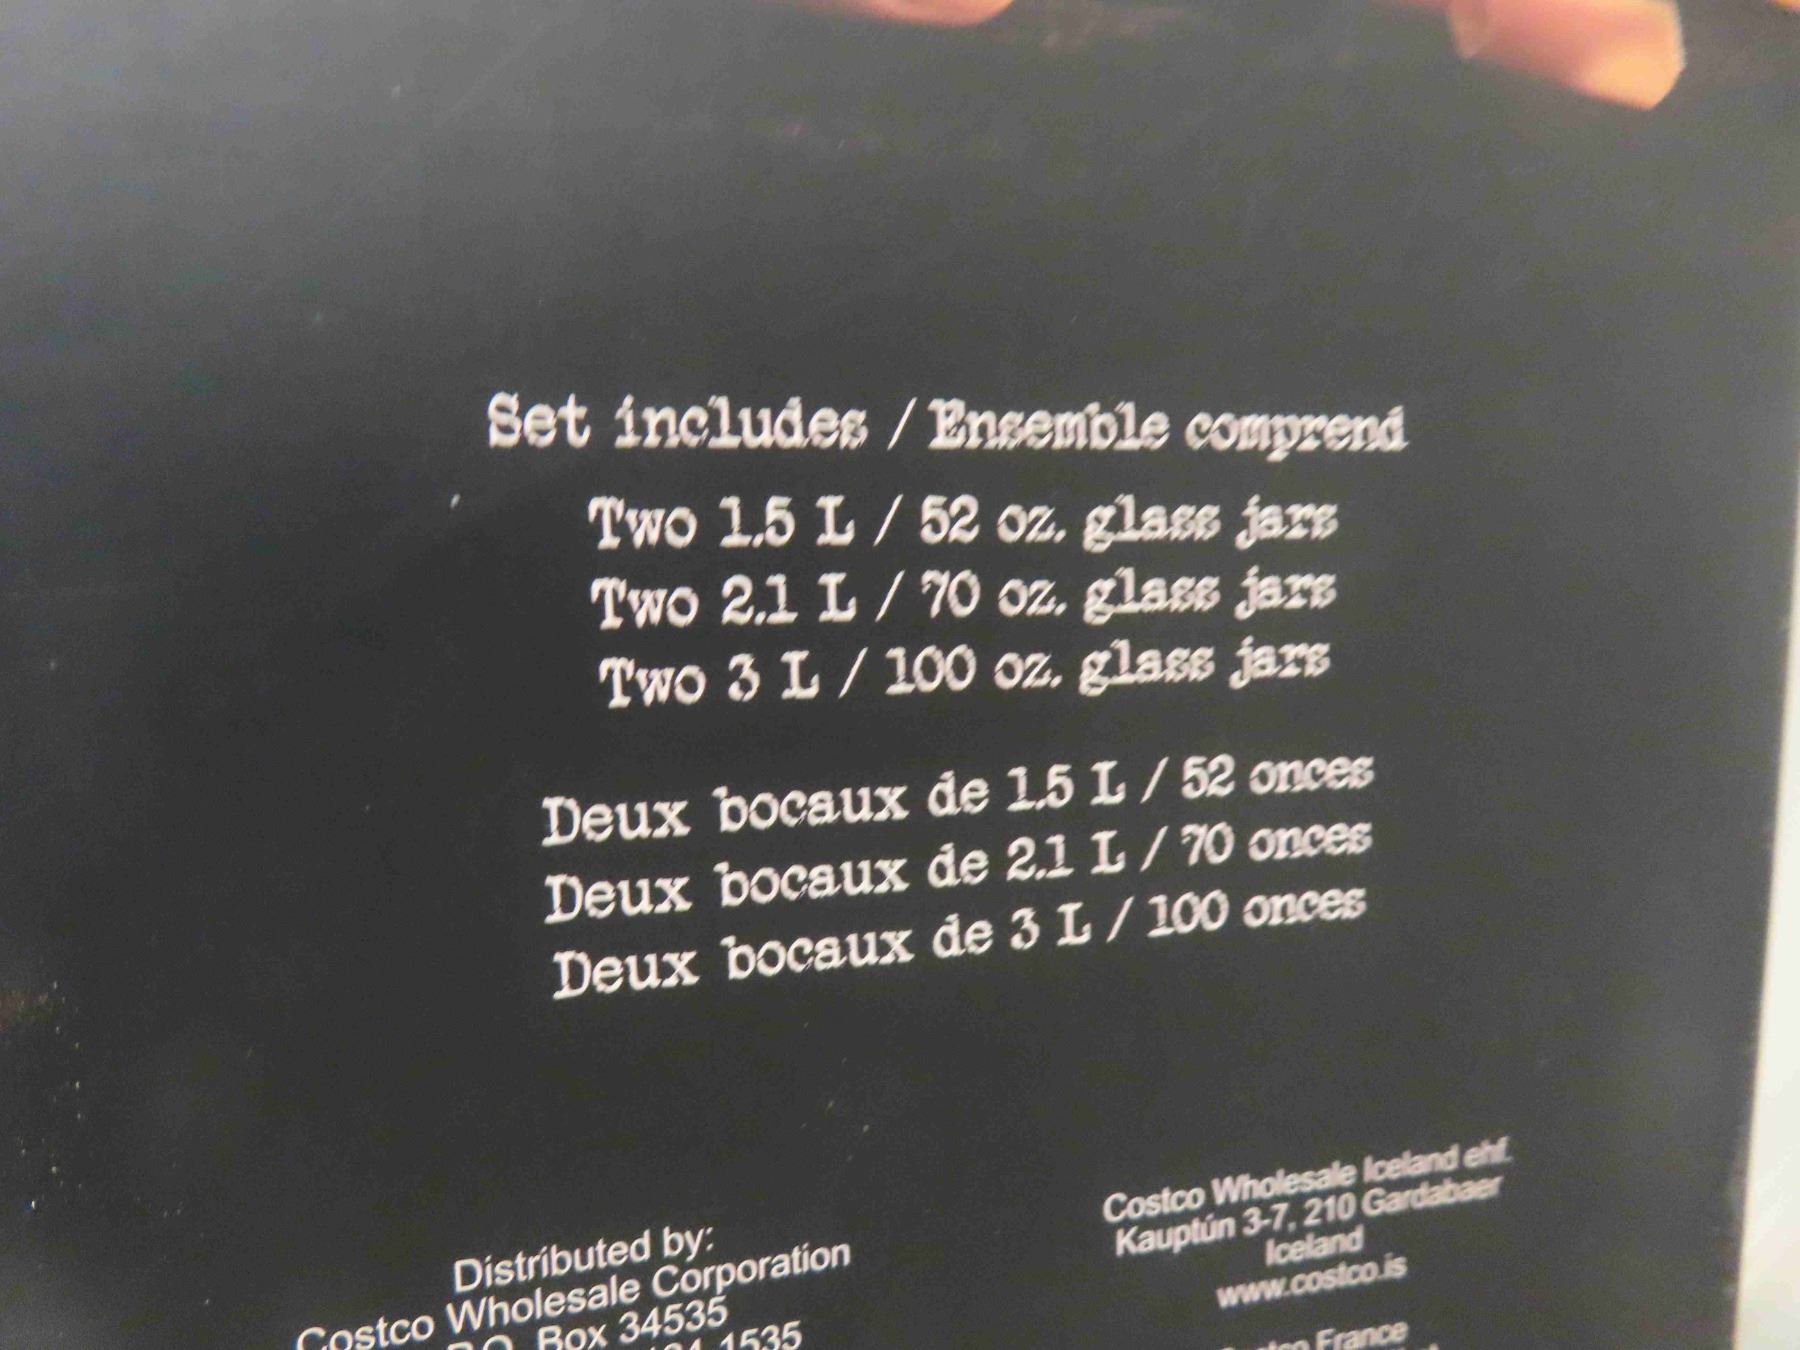 Set includes / Ensemble comprend
Two 1.5 L / 52 oz. glass jars
Two 2.1 L / 70 oz. glass jars
Two 3 L / 100 oz. glass jars
Deux bocaux de 1.5 L / 52 onces
Deux bocaux de 2.1 L / 70 onces
Deux bocaux de 3 L / 100 onces
Distributed by:
Costco Wholesale Corporation
P.O. Box 34535
1535
Costco Wholesale Iceland ehf.
Kauptún 3-7, 210 Gardabaer
Iceland
www.costco.is
Costco France